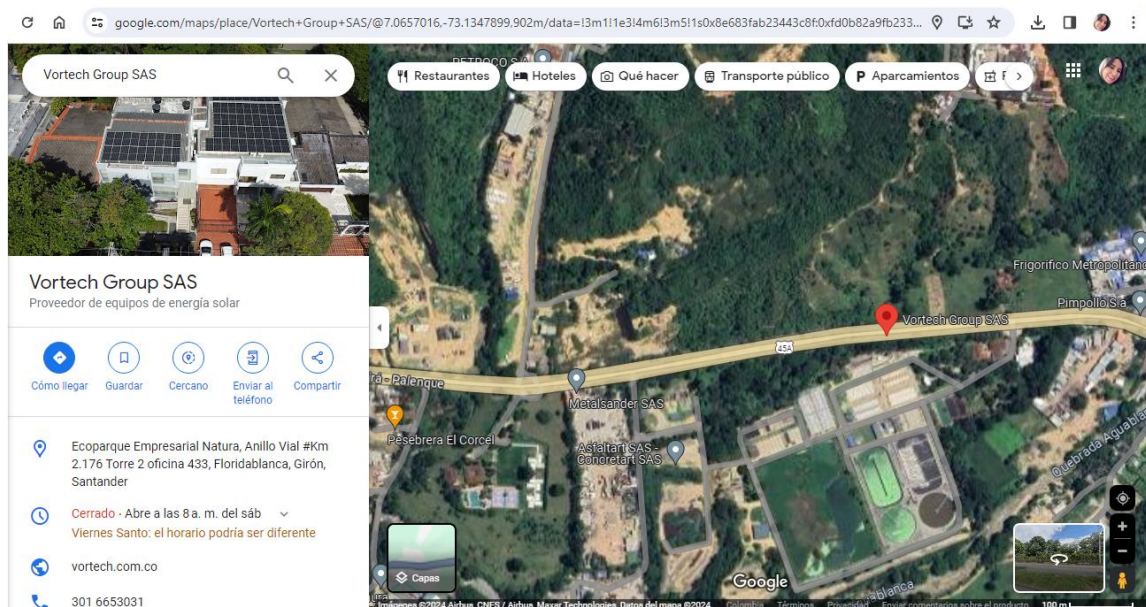 google.com/maps/place/Vortech+Group+SAS/@7.0657016,-73.1347899,902m/data=!3m1!1e3!4m6!3m5!1s0x8e683fab23443c8f:0xfd0b82a9fb233...
Vortech Group SAS
Restaurantes
Hoteles
Qué hacer
Transporte público
Aparcamientos
PETROCO S.A
Vortech Group SAS
Proveedor de equipos de energía solar
Cómo llegar
Guardar
Cercano
Enviar al
teléfono
Compartir
Ecoparque Empresarial Natura, Anillo Vial #Km
2.176 Torre 2 oficina 433, Floridablanca, Girón,
Santander
Cerrado · Abre a las 8 a. m. del sáb
Viernes Santo: el horario podría ser diferente
vortech.com.co
301 6653031
Frigorifico Metropolitano
Pimpollo S.a
Vortech Group SAS
45A
Palenque
Metalsander SAS
Pesebrera El Corcel
Asfaltart SAS -
Concretart SAS
Quebrada Aguablan
Capas
Google
Imágenes ©2024 Airbus, CNES / Airbus, Maxar Technologies, Datos del mapa ©2024
Colombia
Términos
Privacidad
Enviar comentarios sobre el producto
100 m